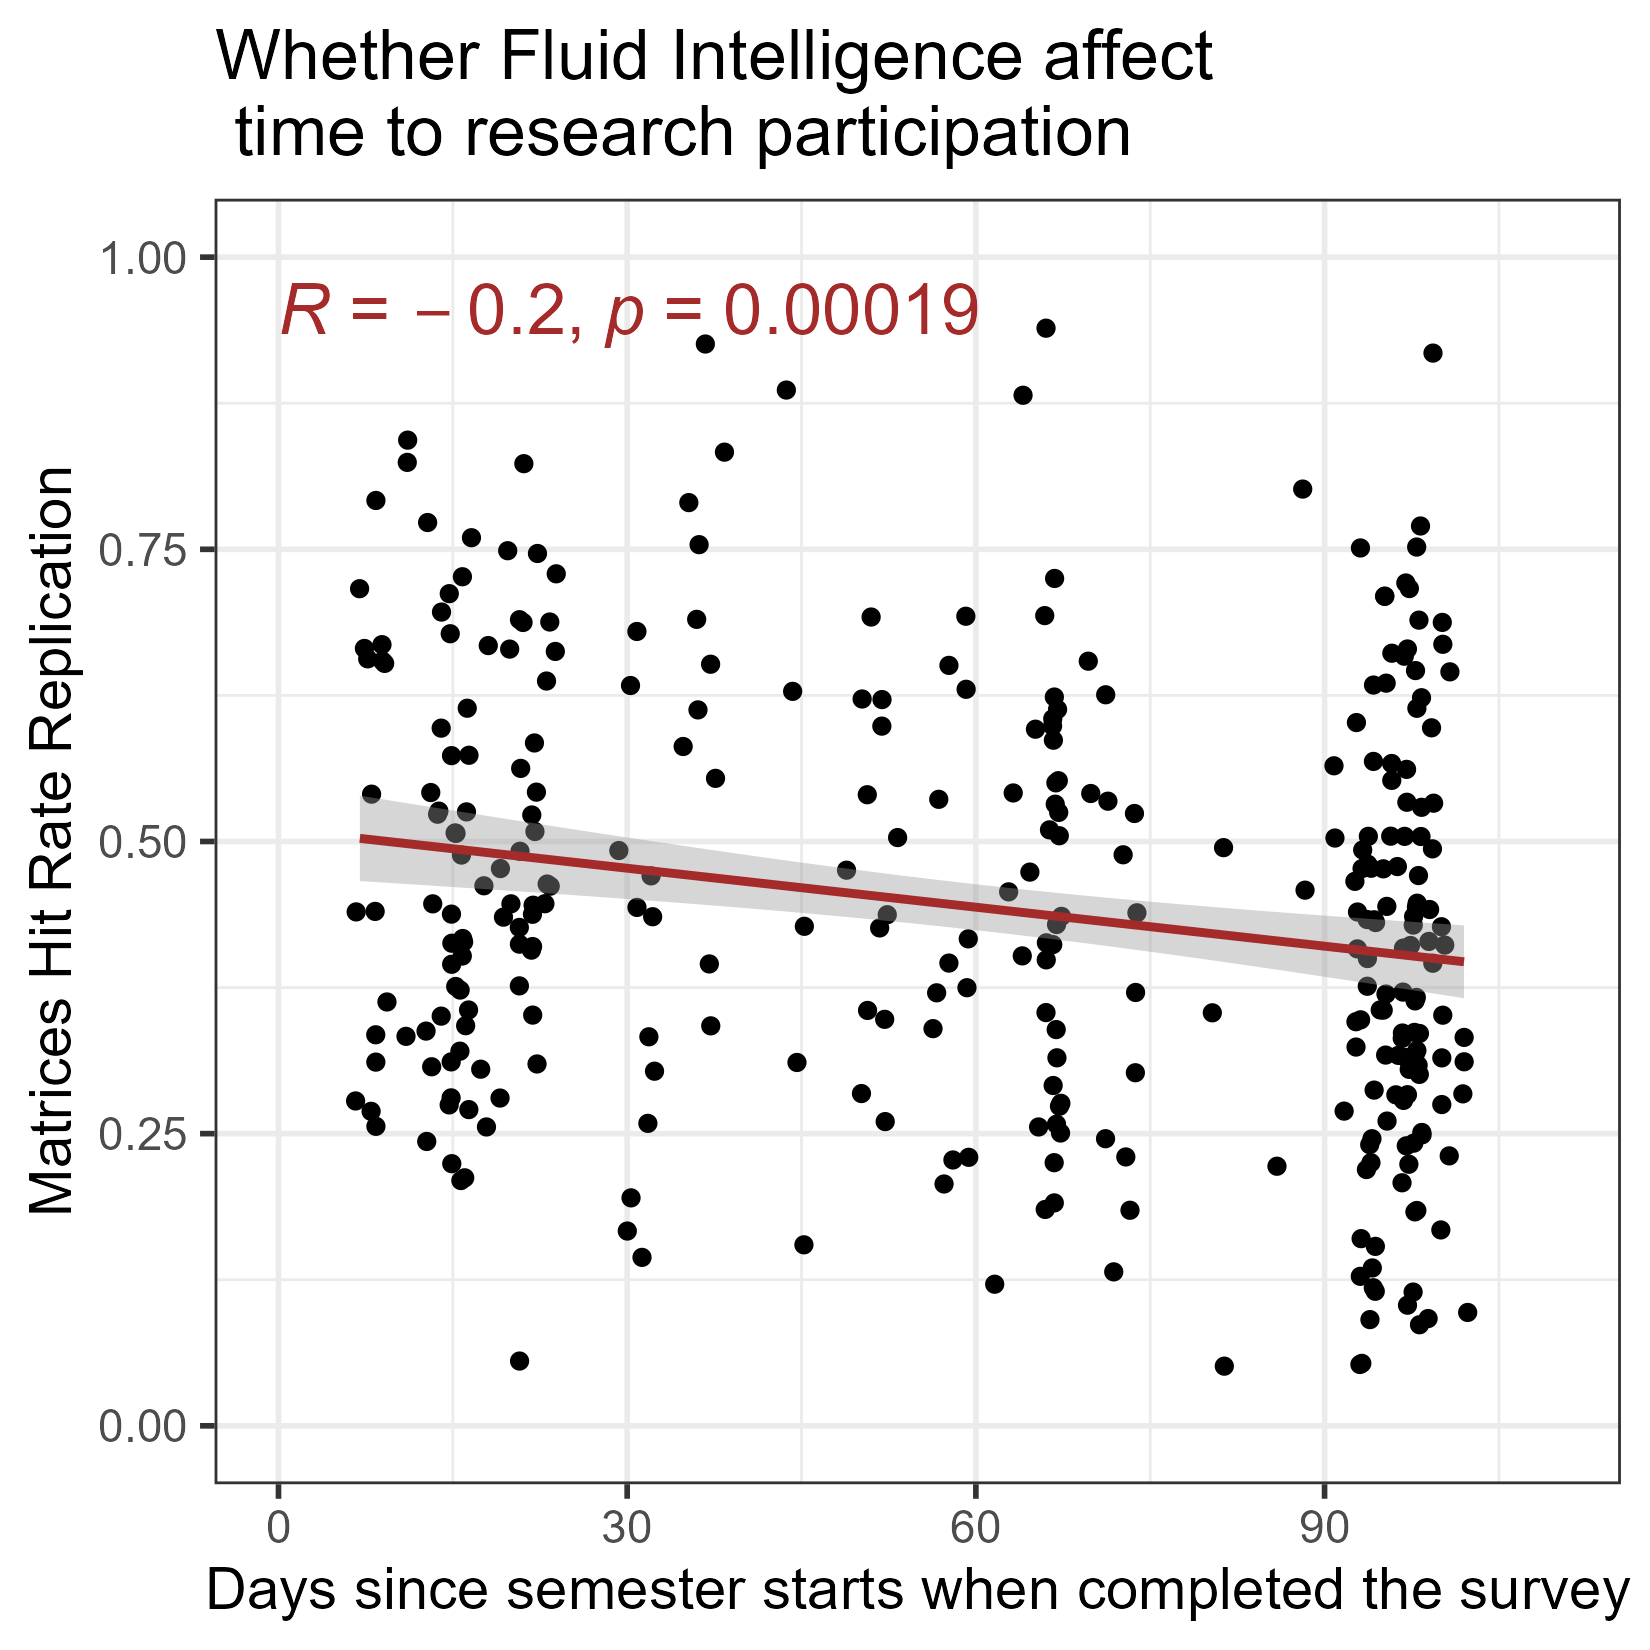 Whether Fluid Intelligence affect
time to research participation
R = − 0.2, p = 0.00019
1.00
0.75
0.50
0.25
0.00
Matrices Hit Rate Replication
0 30 60 90
Days since semester starts when completed the survey